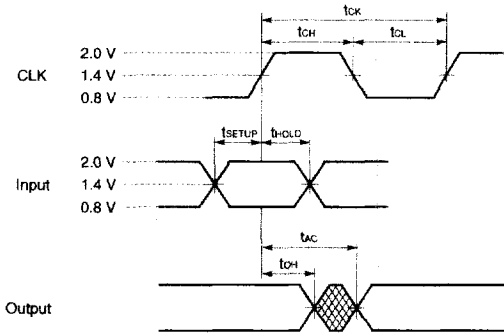 tCK
tCH tCL
2.0 V
CLK 1.4 V
0.8 V
tSETUP tHOLD
2.0 V
Input 1.4 V
0.8 V
tAC
tOH
Output